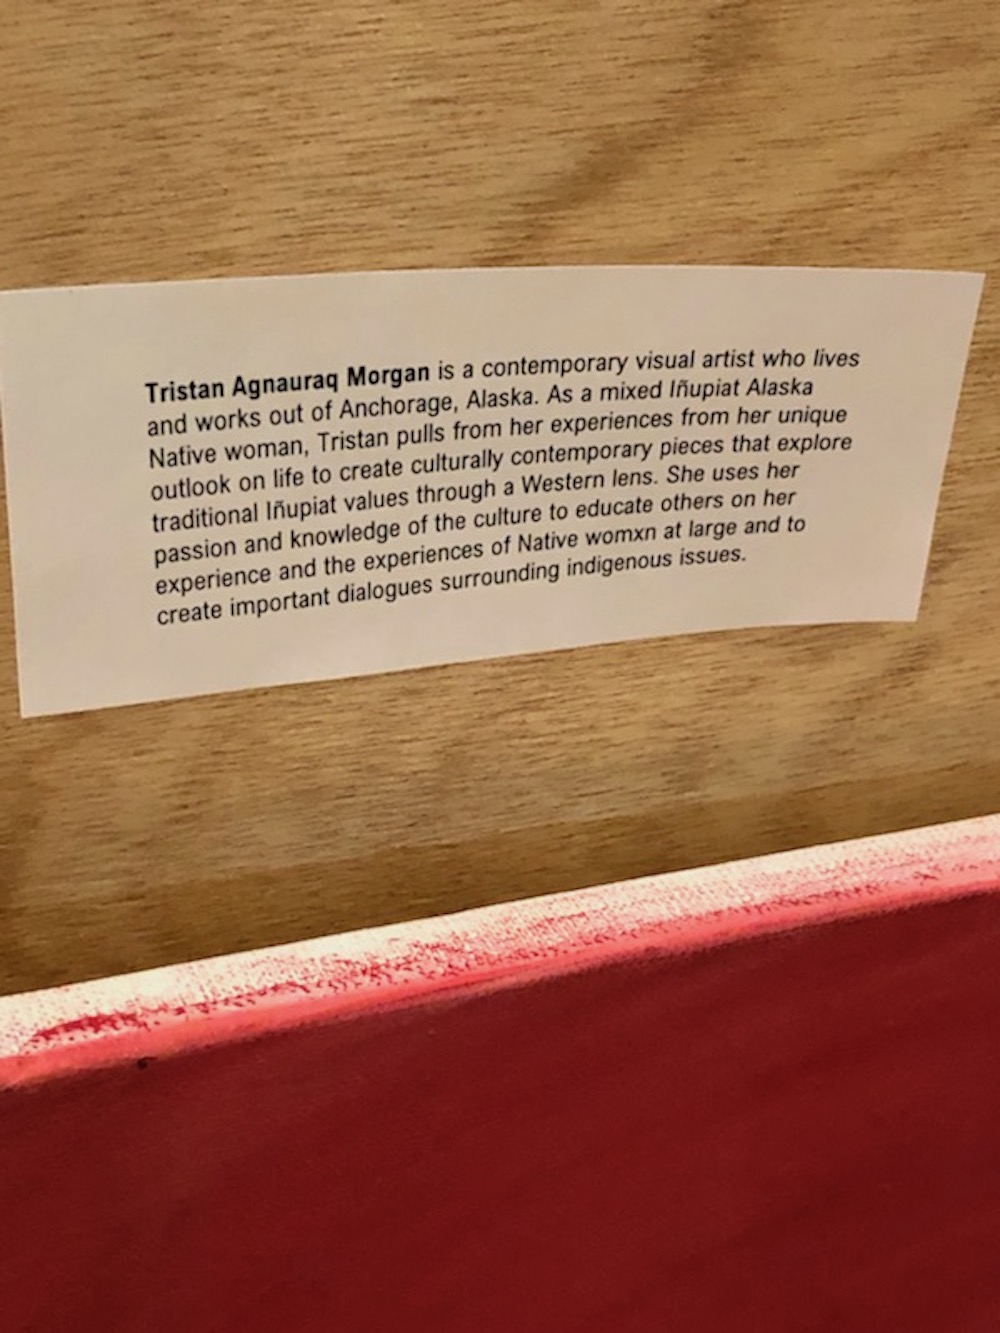 Tristan Agnauraq Morgan is a contemporary visual artist who lives
and works out of Anchorage, Alaska. As a mixed Iñupiat Alaska
Native woman, Tristan pulls from her experiences from her unique
outlook on life to create culturally contemporary pieces that explore
traditional Iñupiat values through a Western lens. She uses her
passion and knowledge of the culture to educate others on her
experience and the experiences of Native womxn at large and to
create important dialogues surrounding indigenous issues.